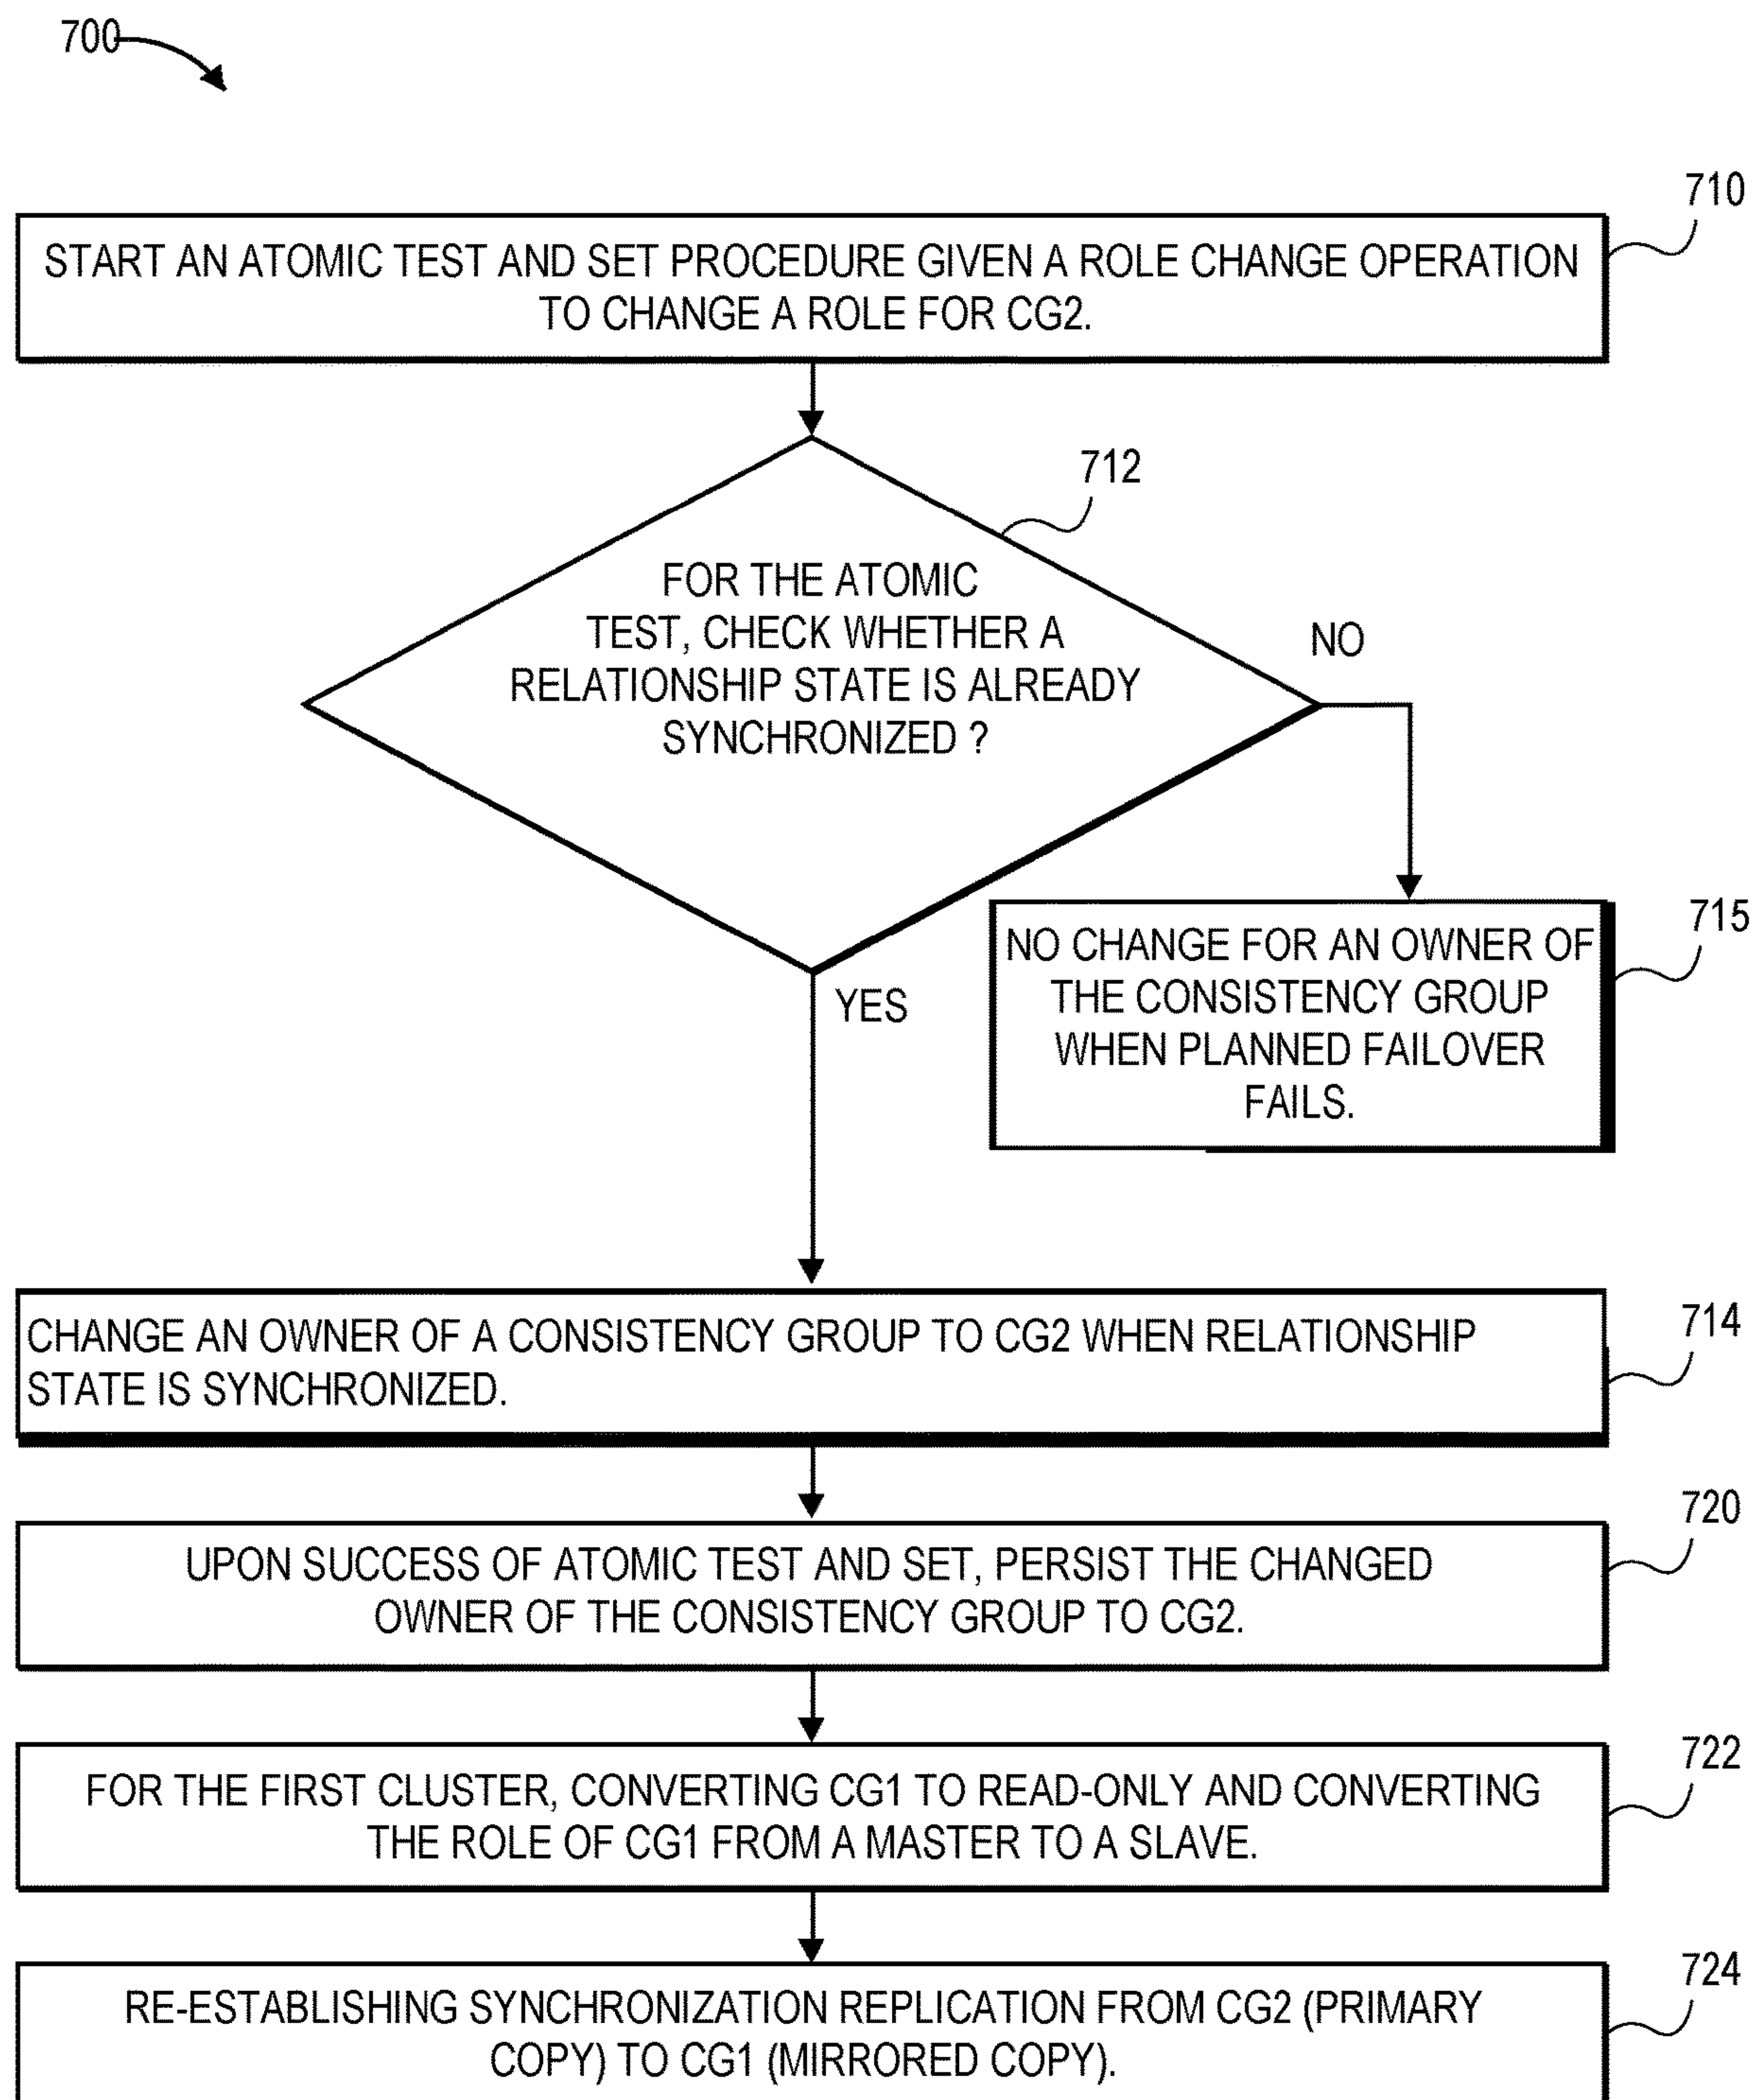 700
710
START AN ATOMIC TEST AND SET PROCEDURE GIVEN A ROLE CHANGE OPERATION
TO CHANGE A ROLE FOR CG2.
712
FOR THE ATOMIC
TEST, CHECK WHETHER A
RELATIONSHIP STATE IS ALREADY
SYNCHRONIZED ?
NO
YES
715
NO CHANGE FOR AN OWNER OF
THE CONSISTENCY GROUP
WHEN PLANNED FAILOVER
FAILS.
714
CHANGE AN OWNER OF A CONSISTENCY GROUP TO CG2 WHEN RELATIONSHIP
STATE IS SYNCHRONIZED.
720
UPON SUCCESS OF ATOMIC TEST AND SET, PERSIST THE CHANGED
OWNER OF THE CONSISTENCY GROUP TO CG2.
722
FOR THE FIRST CLUSTER, CONVERTING CG1 TO READ-ONLY AND CONVERTING
THE ROLE OF CG1 FROM A MASTER TO A SLAVE.
724
RE-ESTABLISHING SYNCHRONIZATION REPLICATION FROM CG2 (PRIMARY
COPY) TO CG1 (MIRRORED COPY).